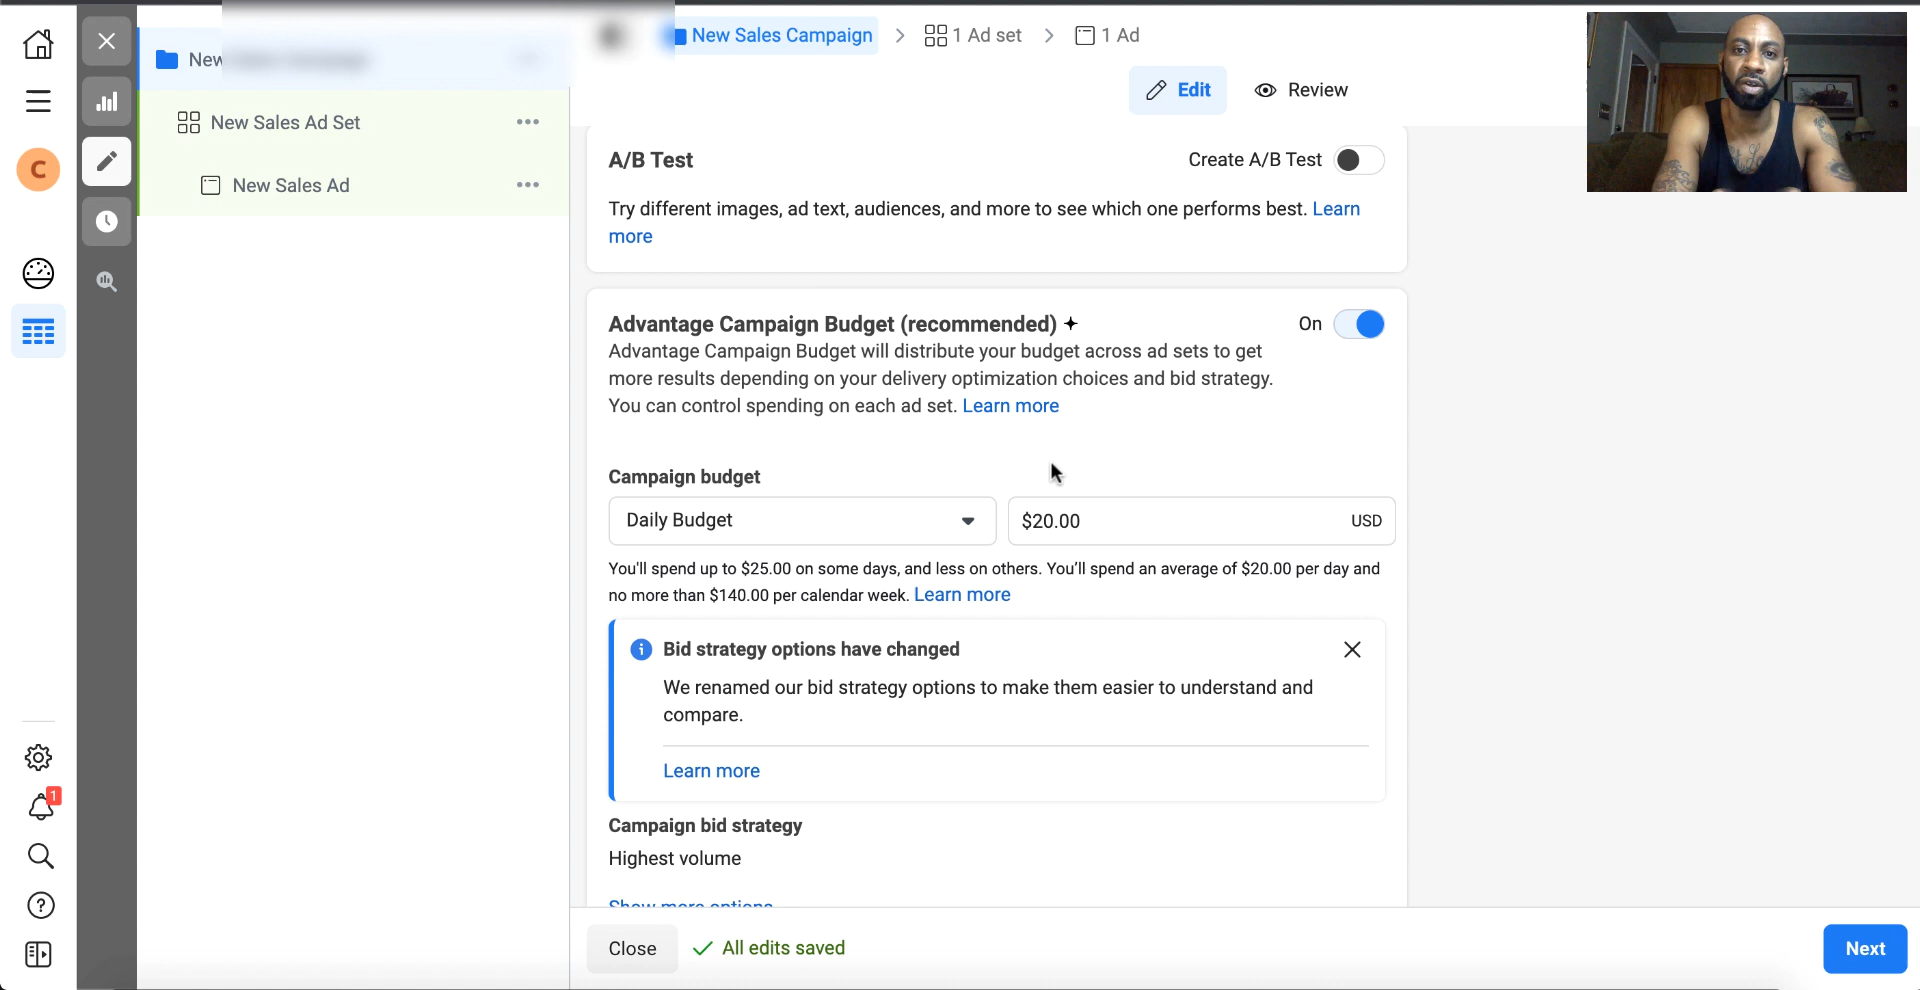 New Sales Campaign
1 Ad set
1 Ad
New
C
New Sales Ad Set
New Sales Ad
Edit
Review
A/B Test
Create A/B Test
Try different images, ad text, audiences, and more to see which one performs best. Learn
more
Advantage Campaign Budget (recommended)
On
Advantage Campaign Budget will distribute your budget across ad sets to get
more results depending on your delivery optimization choices and bid strategy.
You can control spending on each ad set. Learn more
Campaign budget
Daily Budget
$20.00
USD
You'll spend up to $25.00 on some days, and less on others. You'll spend an average of $20.00 per day and
no more than $140.00 per calendar week. Learn more
Bid strategy options have changed
We renamed our bid strategy options to make them easier to understand and
compare.
Learn more
1
Campaign bid strategy
Highest volume
Show more options
Close
All edits saved
Next